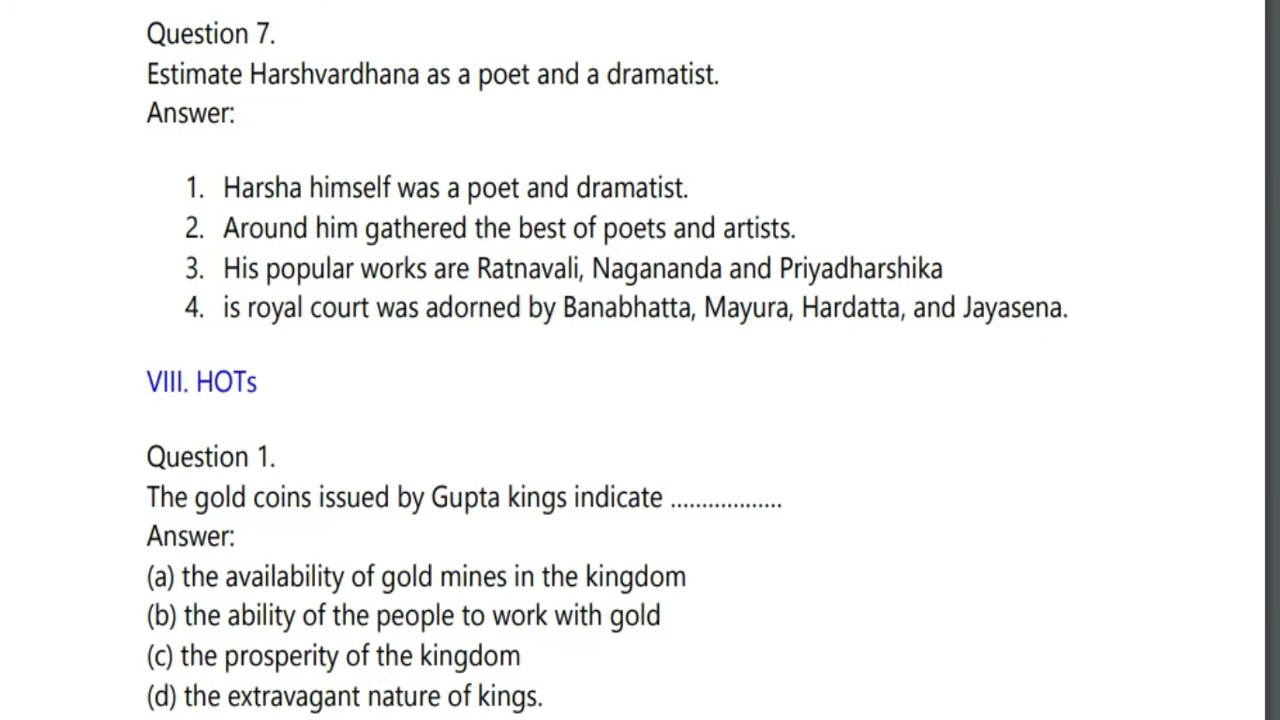 Question 7.
Estimate Harshvardhana as a poet and a dramatist.
Answer:
1. Harsha himself was a poet and dramatist.
2. Around him gathered the best of poets and artists.
3. His popular works are Ratnavali, Nagananda and Priyadharshika
4. is royal court was adorned by Banabhatta, Mayura, Hardatta, and Jayasena.
VIII. HOTs
Question 1.
The gold coins issued by Gupta kings indicate ..................
Answer:
(a) the availability of gold mines in the kingdom
(b) the ability of the people to work with gold
(c) the prosperity of the kingdom
(d) the extravagant nature of kings.